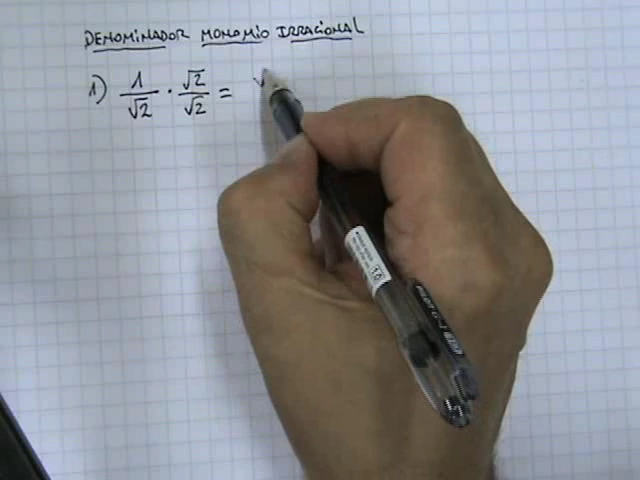 DENOMINADOR MONOMIO IRRACIONAL
1) 1/√2 · √2/√2 = √